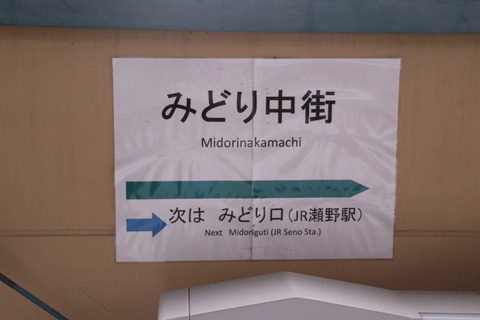 みどり中街
Midorinakamachi
次は みどり口(JR瀬野駅)
Next Midoriguti (JR Seno Sta.)